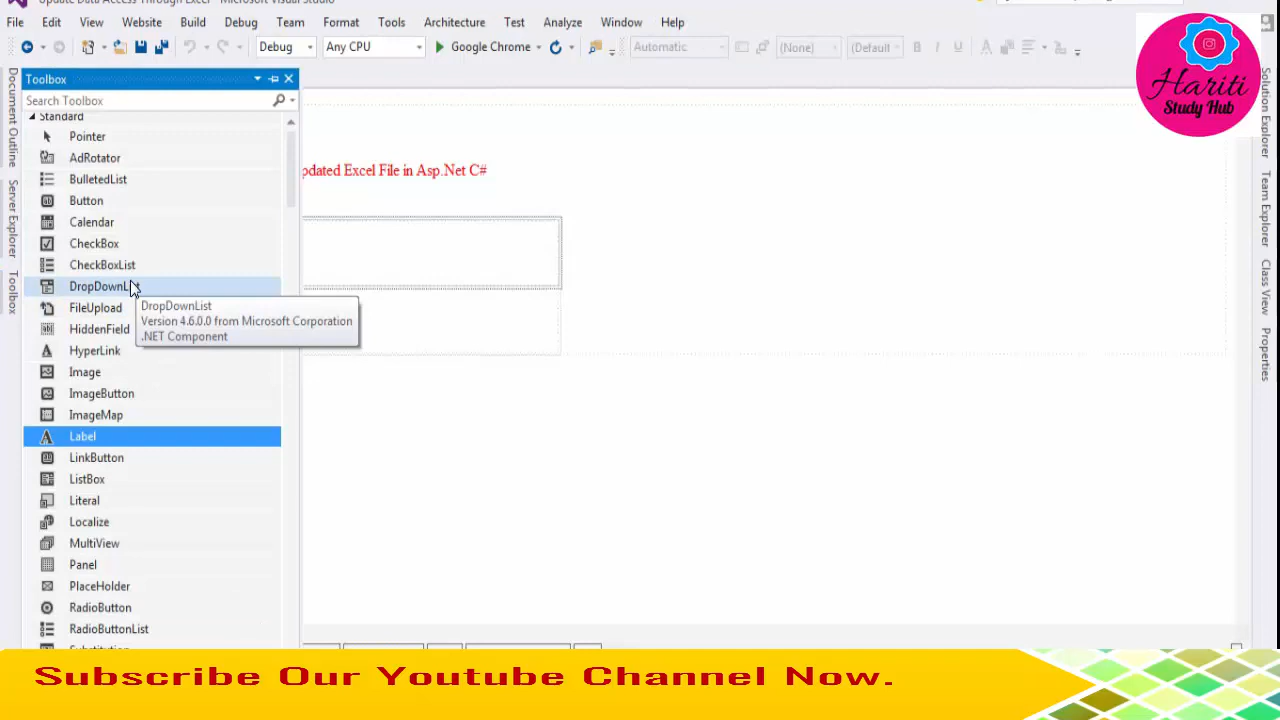 Update Data Access Through Excel - Microsoft Visual Studio
File Edit View Website Build Debug Team Format Tools Architecture Test Analyze Window Help
Debug Any CPU Google Chrome Automatic (None) (Default B I U A
Toolbox
Search Toolbox
Standard
Pointer
AdRotator
BulletedList
Button
Calendar
CheckBox
CheckBoxList
DropDownList
FileUpload
HiddenField
HyperLink
Image
ImageButton
ImageMap
Label
LinkButton
ListBox
Literal
Localize
MultiView
Panel
PlaceHolder
RadioButton
RadioButtonList
Substitution
DropDownList
Version 4.6.0.0 from Microsoft Corporation
.NET Component
pdated Excel File in Asp.Net C#
Document Outline
Server Explorer
Toolbox
Solution Explorer
Team Explorer
Class View
Properties
Hariti
Study Hub
Subscribe Our Youtube Channel Now.